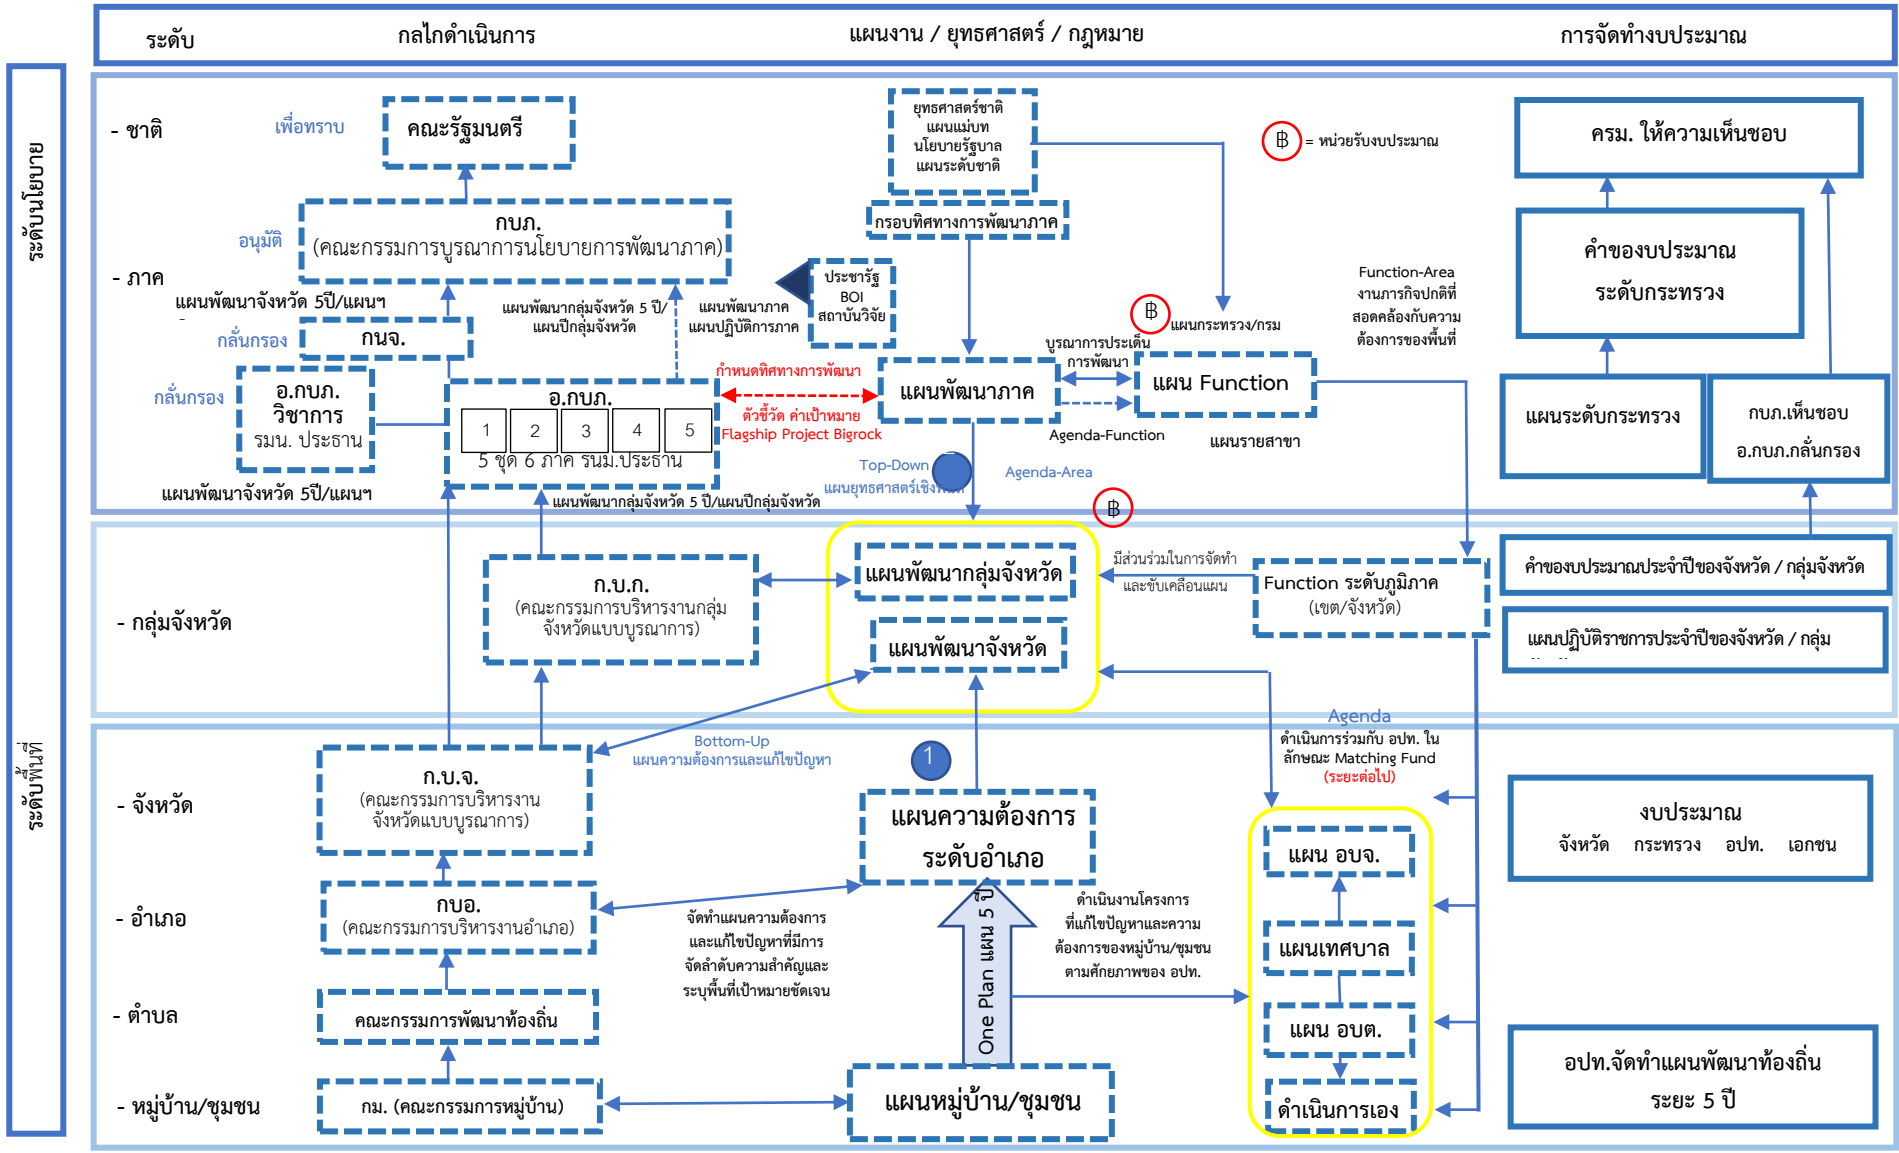 ระดับ
กลไกดำเนินการ
แผนงาน / ยุทธศาสตร์ / กฎหมาย
การจัดทำงบประมาณ
ระดับนโยบาย
ระดับพื้นที่
- ชาติ
เพื่อทราบ
คณะรัฐมนตรี
ยุทธศาสตร์ชาติ
แผนแม่บท
นโยบายรัฐบาล
แผนระดับชาติ
฿
= หน่วยรับงบประมาณ
ครม. ให้ความเห็นชอบ
กรอบทิศทางการพัฒนาภาค
อนุมัติ
กบภ.
(คณะกรรมการบูรณาการนโยบายการพัฒนาภาค)
คำของบประมาณ
ระดับกระทรวง
- ภาค
แผนพัฒนาจังหวัด 5ปี/แผนฯ
แผนพัฒนากลุ่มจังหวัด 5 ปี/
แผนปีกลุ่มจังหวัด
แผนพัฒนาภาค
แผนปฏิบัติการภาค
ประชารัฐ
BOI
สถาบันวิจัย
Function-Area
งานภารกิจปกติที่
สอดคล้องกับความ
ต้องการของพื้นที่
กลั่นกรอง
กนจ.
฿
แผนกระทรวง/กรม
บูรณาการประเด็น
การพัฒนา
กลั่นกรอง
อ.กบภ.
วิชาการ
รมน. ประธาน
อ.กบภ.
1
2
3
4
5
5 ชุด 6 ภาค รนม.ประธาน
กำหนดทิศทางการพัฒนา
ตัวชี้วัด ค่าเป้าหมาย
Flagship Project Bigrock
แผนพัฒนาภาค
แผน Function
Agenda-Function
แผนรายสาขา
แผนระดับกระทรวง
กบภ.เห็นชอบ
อ.กบภ.กลั่นกรอง
Top-Down
Agenda-Area
แผนพัฒนาจังหวัด 5ปี/แผนฯ
แผนพัฒนากลุ่มจังหวัด 5 ปี/แผนปีกลุ่มจังหวัด
แผนยุทธศาสตร์เชิง
฿
- กลุ่มจังหวัด
ก.บ.ก.
(คณะกรรมการบริหารงานกลุ่ม
จังหวัดแบบบูรณาการ)
แผนพัฒนากลุ่มจังหวัด
แผนพัฒนาจังหวัด
มีส่วนร่วมในการจัดทำ
และขับเคลื่อนแผน
Function ระดับภูมิภาค
(เขต/จังหวัด)
คำของบประมาณประจำปีของจังหวัด / กลุ่มจังหวัด
แผนปฏิบัติราชการประจำปีของจังหวัด / กลุ่ม
Bottom-Up
แผนความต้องการและแก้ไขปัญหา
1
Agenda
ดำเนินการร่วมกับ อปท. ใน
ลักษณะ Matching Fund
(ระยะต่อไป)
- จังหวัด
ก.บ.จ.
(คณะกรรมการบริหารงาน
จังหวัดแบบบูรณาการ)
แผนความต้องการ
ระดับอำเภอ
แผน อบจ.
งบประมาณ
จังหวัด กระทรวง อปท. เอกชน
- อำเภอ
กบอ.
(คณะกรรมการบริหารงานอำเภอ)
จัดทำแผนความต้องการ
และแก้ไขปัญหาที่มีการ
จัดลำดับความสำคัญและ
ระบุพื้นที่เป้าหมายชัดเจน
One Plan แผน 5 ปี
ดำเนินงานโครงการ
ที่แก้ไขปัญหาและความ
ต้องการของหมู่บ้าน/ชุมชน
ตามศักยภาพของ อปท.
แผนเทศบาล
- ตำบล
คณะกรรมการพัฒนาท้องถิ่น
แผน อบต.
อปท.จัดทำแผนพัฒนาท้องถิ่น
ระยะ 5 ปี
- หมู่บ้าน/ชุมชน
กม. (คณะกรรมการหมู่บ้าน)
แผนหมู่บ้าน/ชุมชน
ดำเนินการเอง